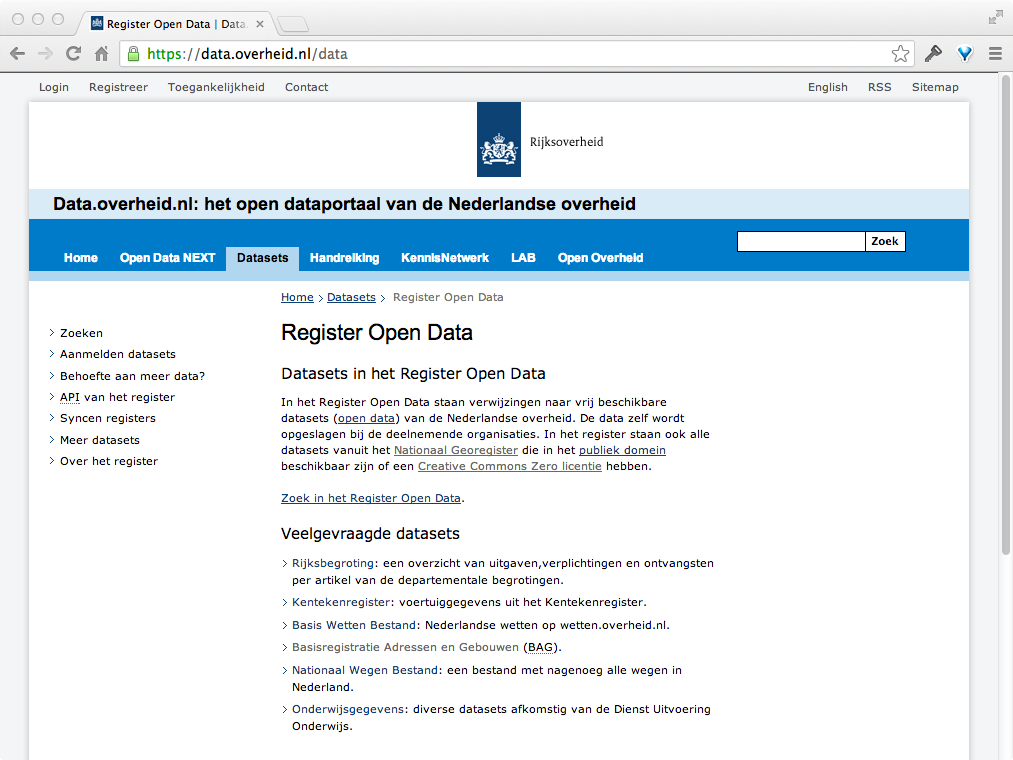 Register Open Data | Data.
https://data.overheid.nl/data
Login Registreer Toegankelijkheid Contact English RSS Sitemap
Rijksoverheid
Data.overheid.nl: het open dataportaal van de Nederlandse overheid
Zoek
Home Open Data NEXT Datasets Handreiking KennisNetwerk LAB Open Overheid
Home Datasets Register Open Data
Zoeken
Aanmelden datasets
Behoefte aan meer data?
API van het register
Syncen registers
Meer datasets
Over het register
Register Open Data
Datasets in het Register Open Data
In het Register Open Data staan verwijzingen naar vrij beschikbare
datasets (open data) van de Nederlandse overheid. De data zelf wordt
opgeslagen bij de deelnemende organisaties. In het register staan ook alle
datasets vanuit het Nationaal Georegister die in het publiek domein
beschikbaar zijn of een Creative Commons Zero licentie hebben.
Zoek in het Register Open Data.
Veelgevraagde datasets
Rijksbegroting: een overzicht van uitgaven,verplichtingen en ontvangsten
per artikel van de departementale begrotingen.
Kentekenregister: voertuiggegevens uit het Kentekenregister.
Basis Wetten Bestand: Nederlandse wetten op wetten.overheid.nl.
Basisregistratie Adressen en Gebouwen (BAG).
Nationaal Wegen Bestand: een bestand met nagenoeg alle wegen in
Nederland.
Onderwijsgegevens: diverse datasets afkomstig van de Dienst Uitvoering
Onderwijs.